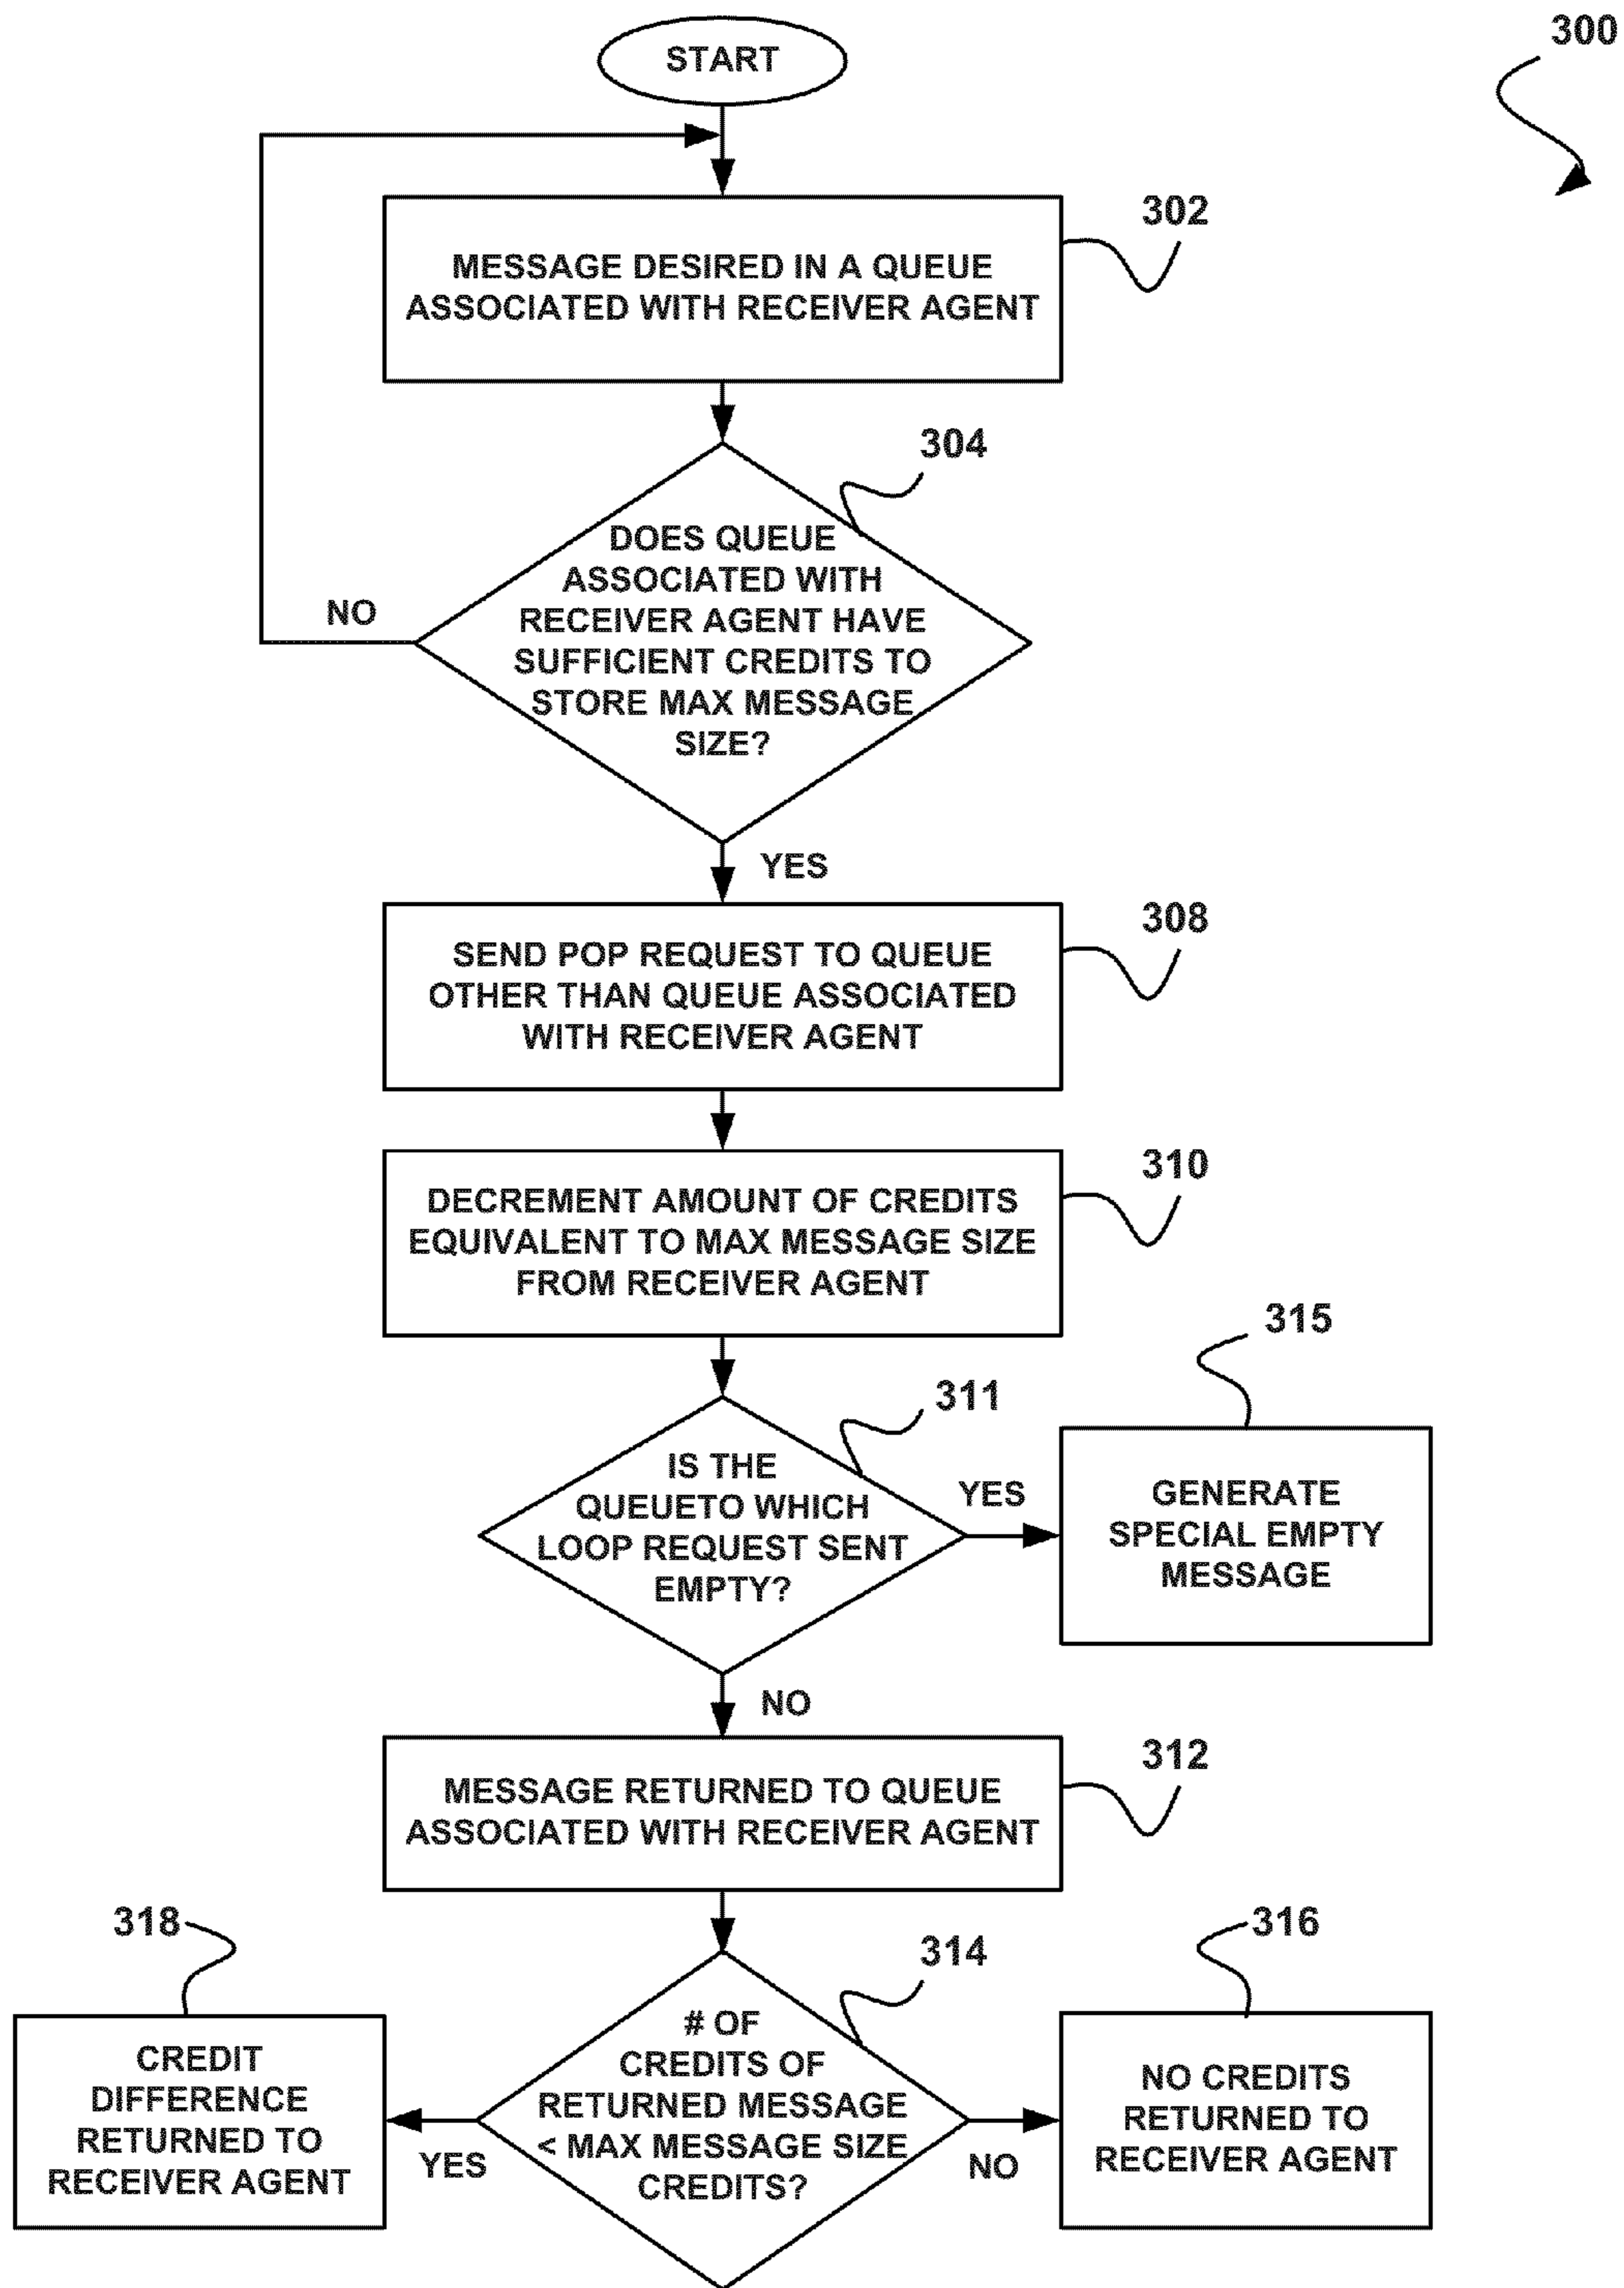 START
300
302
MESSAGE DESIRED IN A QUEUE
ASSOCIATED WITH RECEIVER AGENT
304
DOES QUEUE
ASSOCIATED WITH
RECEIVER AGENT HAVE
SUFFICIENT CREDITS TO
STORE MAX MESSAGE
SIZE?
NO
YES
308
SEND POP REQUEST TO QUEUE
OTHER THAN QUEUE ASSOCIATED
WITH RECEIVER AGENT
310
DECREMENT AMOUNT OF CREDITS
EQUIVALENT TO MAX MESSAGE SIZE
FROM RECEIVER AGENT
311
IS THE
QUEUETO WHICH
LOOP REQUEST SENT
EMPTY?
YES
315
GENERATE
SPECIAL EMPTY
MESSAGE
NO
312
MESSAGE RETURNED TO QUEUE
ASSOCIATED WITH RECEIVER AGENT
314
# OF
CREDITS OF
RETURNED MESSAGE
< MAX MESSAGE SIZE
CREDITS?
318
CREDIT
DIFFERENCE
RETURNED TO
RECEIVER AGENT
YES
NO
316
NO CREDITS
RETURNED TO
RECEIVER AGENT